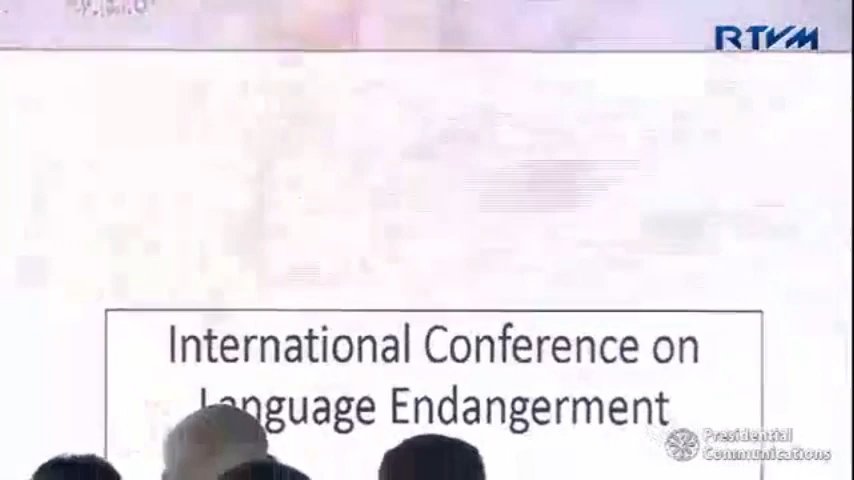 RTVM
International Conference on
Language Endangerment
Presidential
Communications